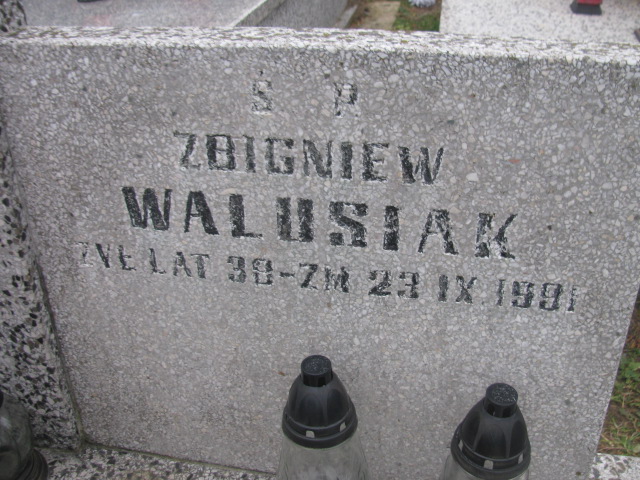 Ś P
ZBIGNIEW
WALUSIAK
ŻYŁ LAT 38-ZM 23 IX 1991